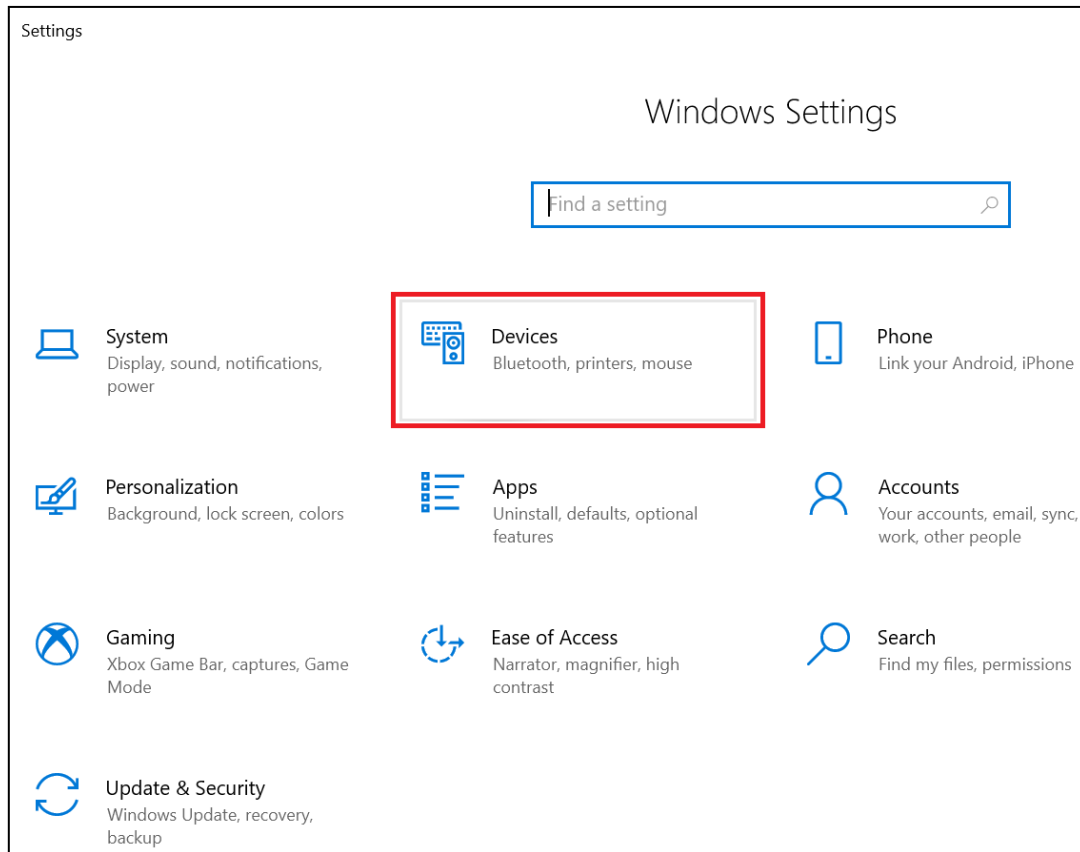 Settings
Windows Settings
Find a setting
System
Display, sound, notifications,
power
Devices
Bluetooth, printers, mouse
Phone
Link your Android, iPhone
Personalization
Background, lock screen, colors
Apps
Uninstall, defaults, optional
features
Accounts
Your accounts, email, sync,
work, other people
Gaming
Xbox Game Bar, captures, Game
Mode
Ease of Access
Narrator, magnifier, high
contrast
Search
Find my files, permissions
Update & Security
Windows Update, recovery,
backup